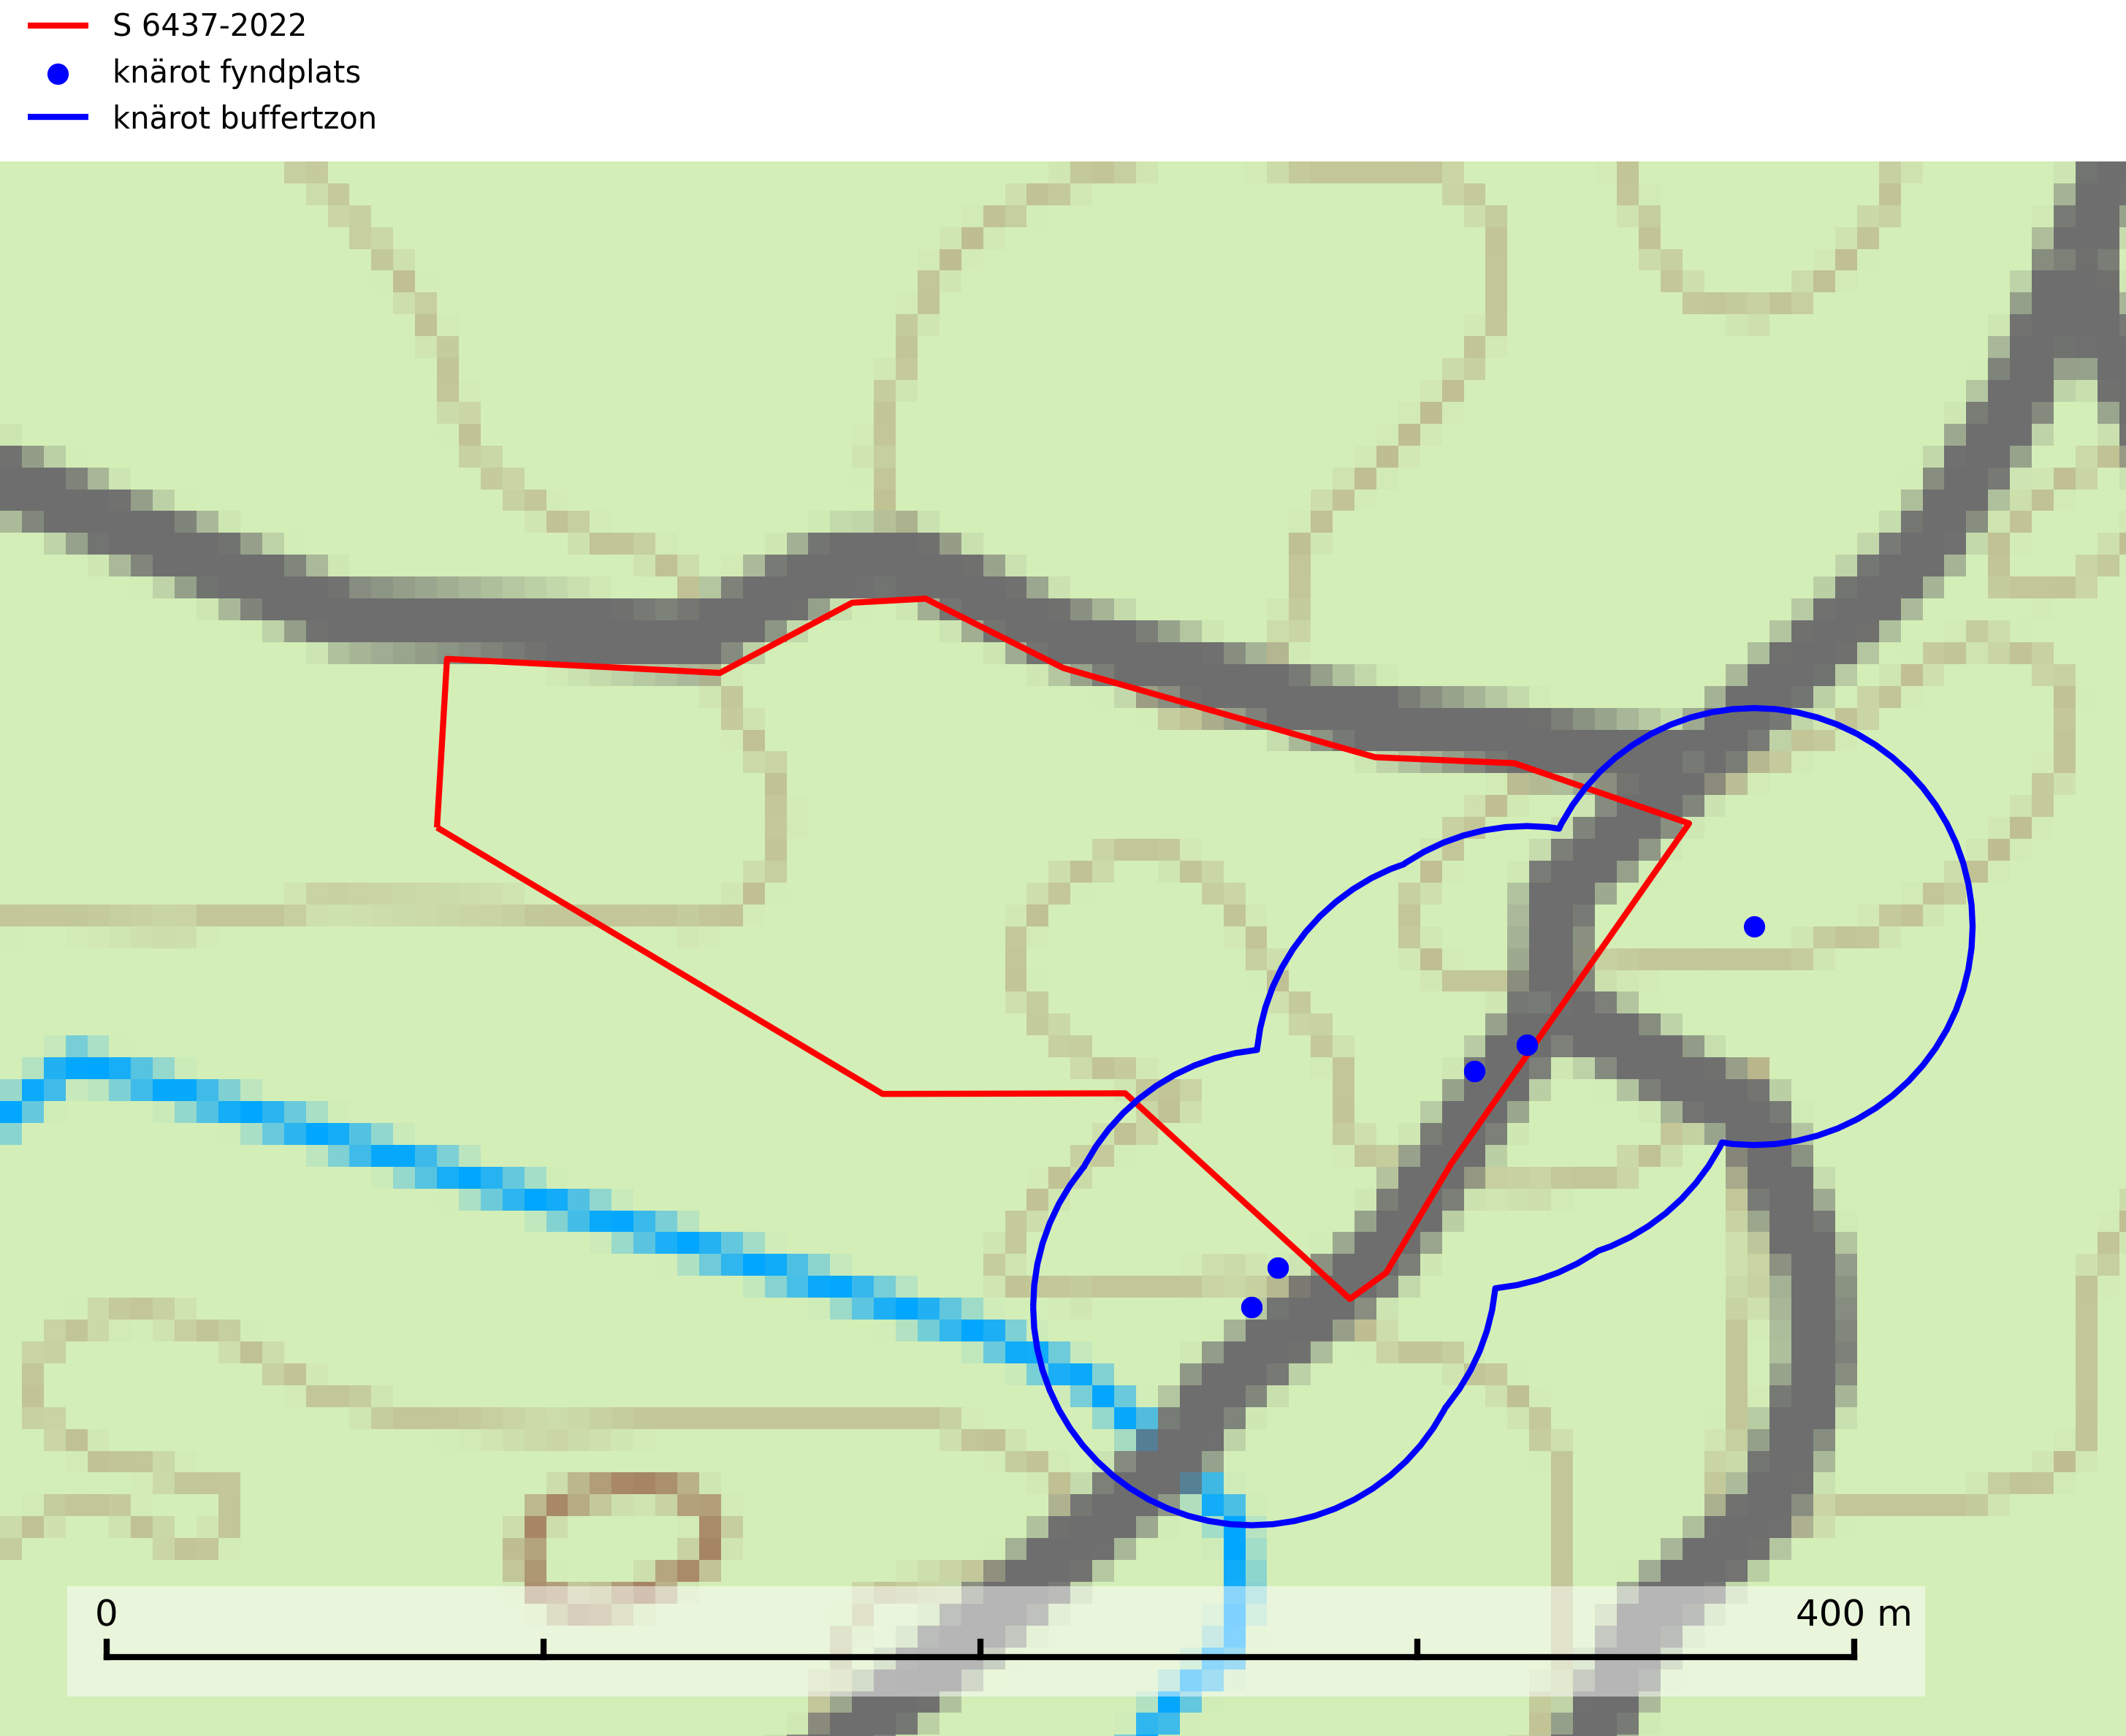 S 6437-2022
knärot fyndplats
knärot buffertzon
0
400 m